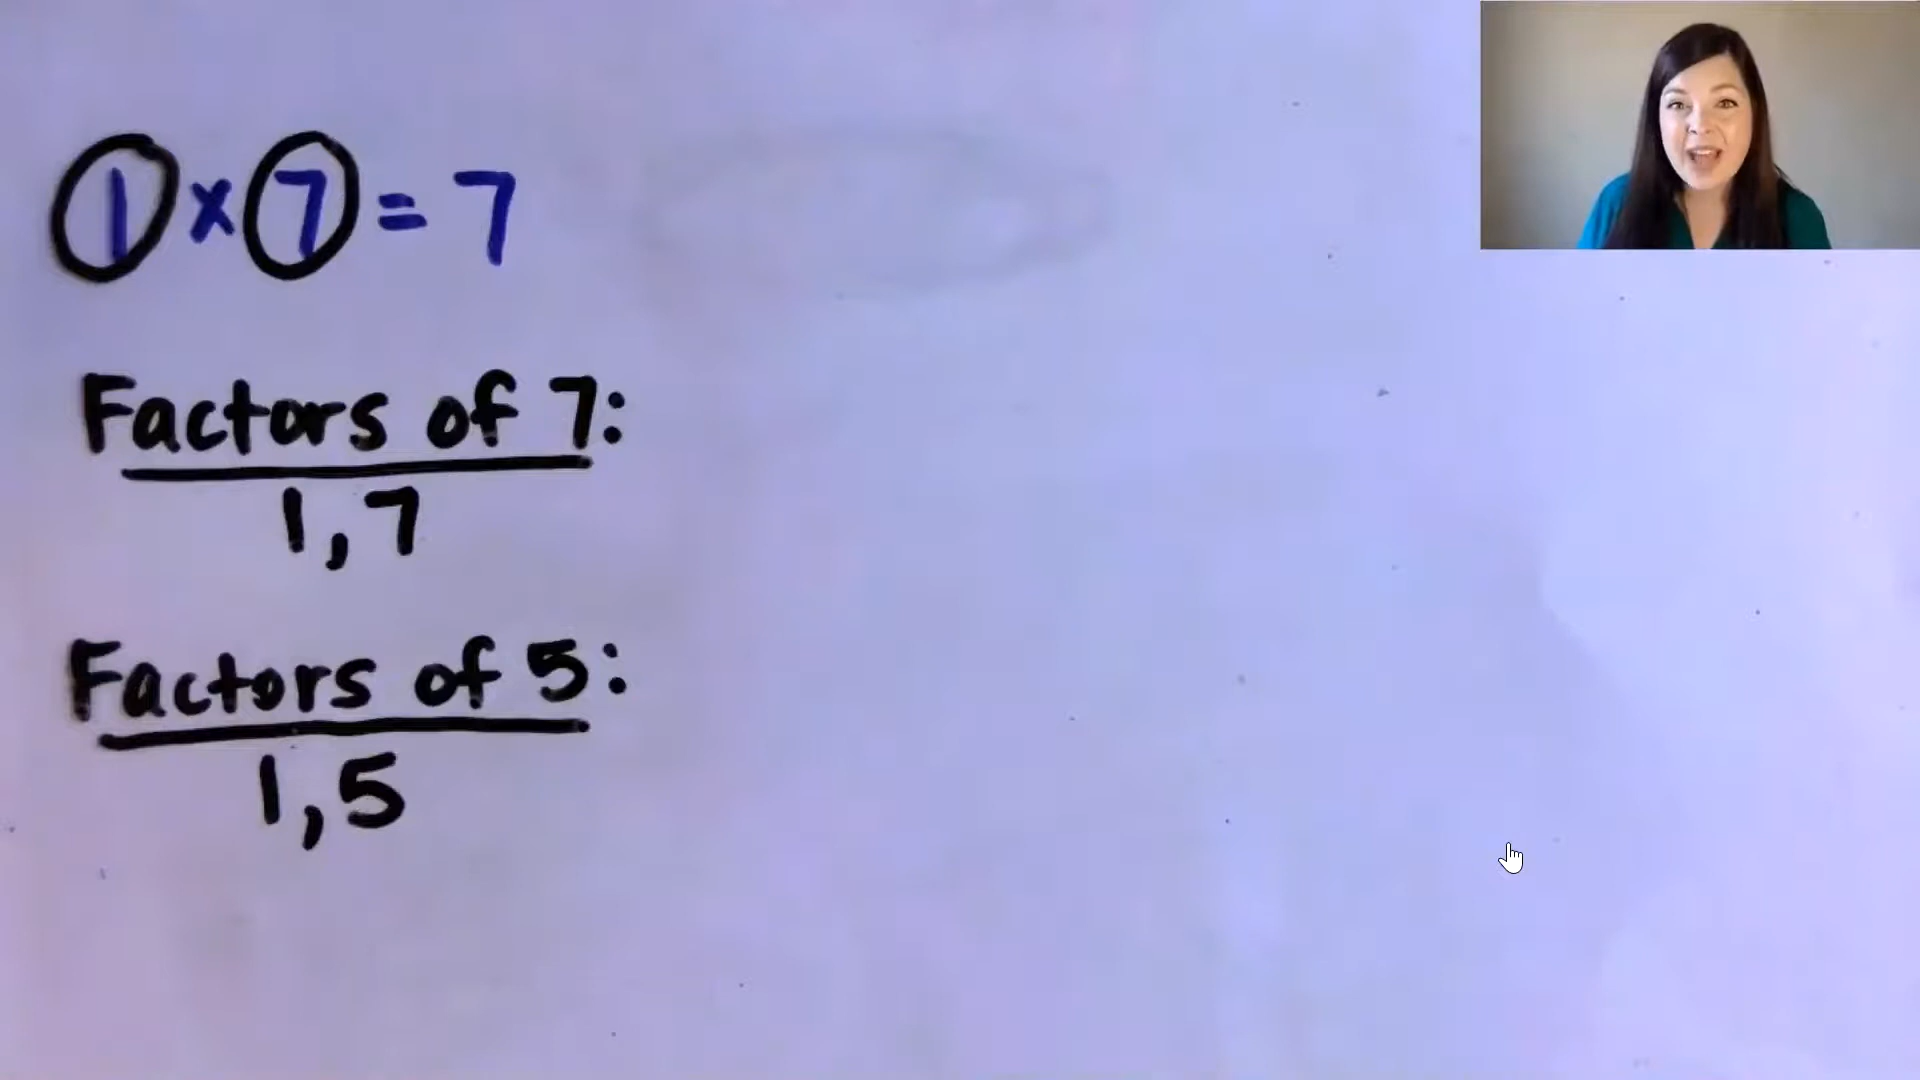 1 x 7 = 7
Factors of 7:
1, 7
Factors of 5:
1, 5